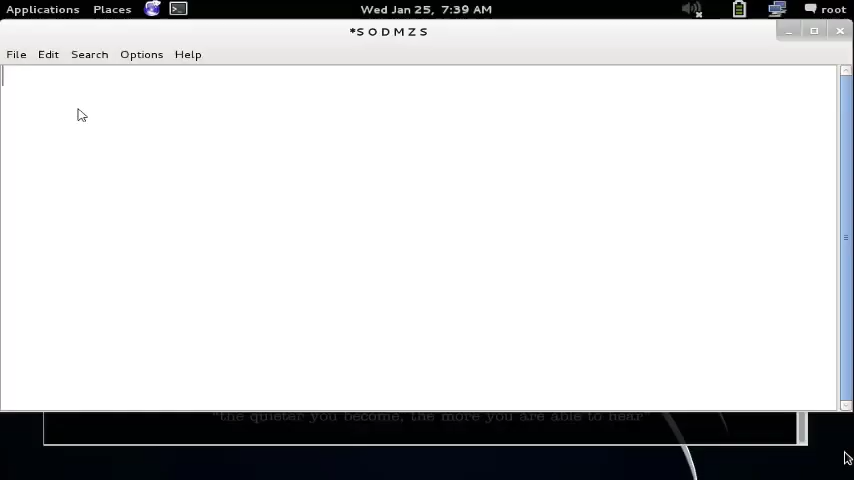 Applications Places Wed Jan 25, 7:39 AM root
*S O D M Z S
File Edit Search Options Help
"the quieter you become, the more you are able to hear"